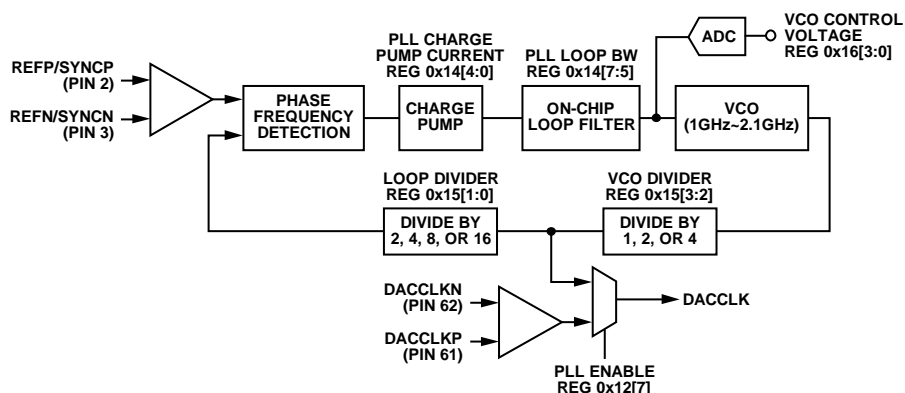 REFP/SYNCP
(PIN 2)
REFN/SYNCN
(PIN 3)
PHASE
FREQUENCY
DETECTION
PLL CHARGE
PUMP CURRENT
REG 0x14[4:0]
CHARGE
PUMP
PLL LOOP BW
REG 0x14[7:5]
ON-CHIP
LOOP FILTER
ADC
VCO CONTROL
VOLTAGE
REG 0x16[3:0]
VCO
(1GHz~2.1GHz)
LOOP DIVIDER
REG 0x15[1:0]
DIVIDE BY
2, 4, 8, OR 16
VCO DIVIDER
REG 0x15[3:2]
DIVIDE BY
1, 2, OR 4
DACCLKN
(PIN 62)
DACCLKP
(PIN 61)
DACCLK
PLL ENABLE
REG 0x12[7]